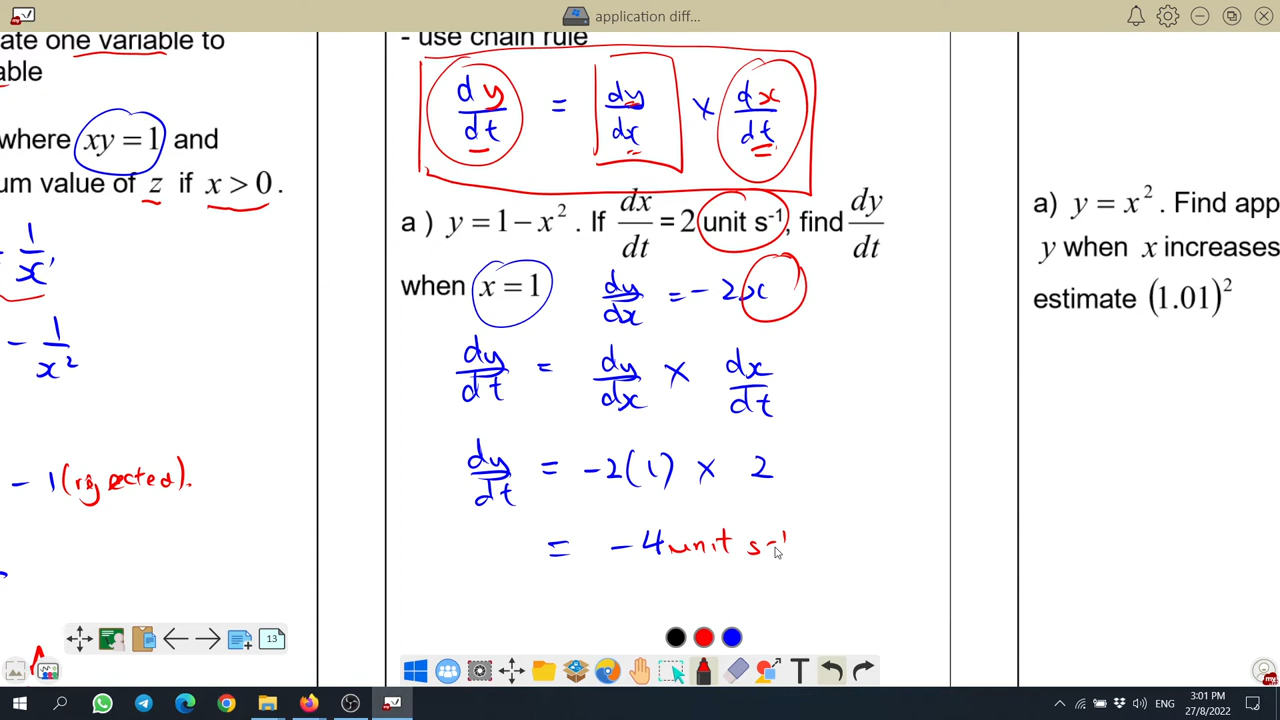 application diff...
ate one variable to
able
where xy = 1 and
um value of z if x > 0 .
1/x
- 1/x²
- 1 (rejected).
- use chain rule
dy/dt = dy/dx × dx/dt
a ) y = 1 − x² . If dx/dt = 2 unit s⁻¹, find dy/dt
when x = 1 dy/dx = - 2x
dy/dt = dy/dx × dx/dt
dy/dt = -2(1) × 2
= -4 unit s⁻¹
a) y = x² . Find app
y when x increases
estimate (1.01)²
13
T
ENG
3:01 PM
27/8/2022